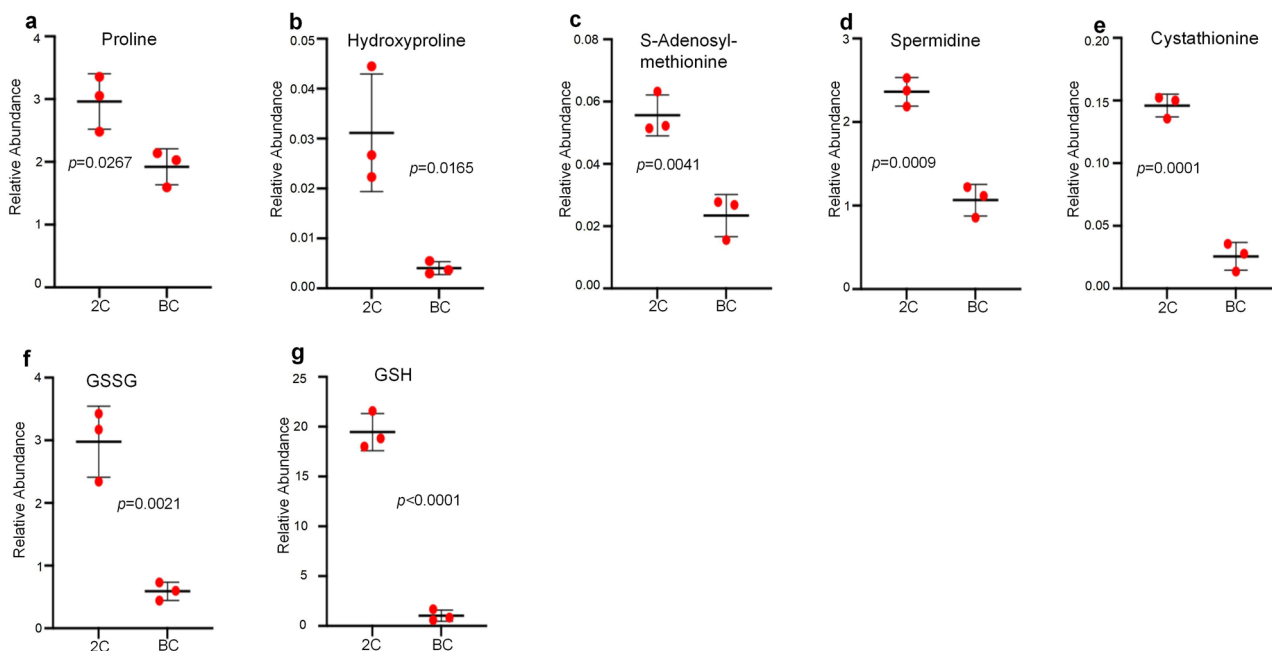 a
Proline
Relative Abundance
4
3
2
1
0
p=0.0267
2C
BC
b
Hydroxyproline
Relative Abundance
0.05
0.04
0.03
0.02
0.01
0.00
p=0.0165
2C
BC
c
S-Adenosyl-
methionine
Relative Abundance
0.08
0.06
0.04
0.02
0.00
p=0.0041
2C
BC
d
Spermidine
Relative Abundance
3
2
1
0
p=0.0009
2C
BC
e
Cystathionine
Relative Abundance
0.20
0.15
0.10
0.05
0.00
p=0.0001
2C
BC
f
GSSG
Relative Abundance
4
3
2
1
0
p=0.0021
2C
BC
g
GSH
Relative Abundance
25
20
15
10
5
0
p<0.0001
2C
BC